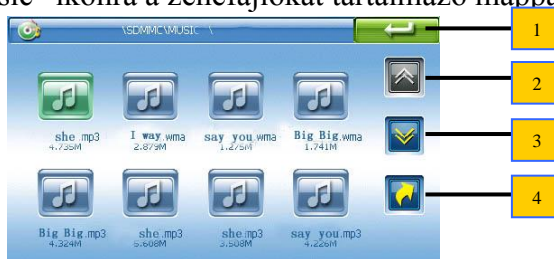 sic" ikonra a zenefájlokat tartalmazó mappa
\SDMMC\MUSIC \
1
2
she.mp3 I way.wma say you.wma Big Big.wma
4.735M 2.879M 1.275M 1.741M
3
4
Big Big.mp3 she.mp3 she.mp3 say you.mp3
4.324M 5.608M 3.508M 4.226M